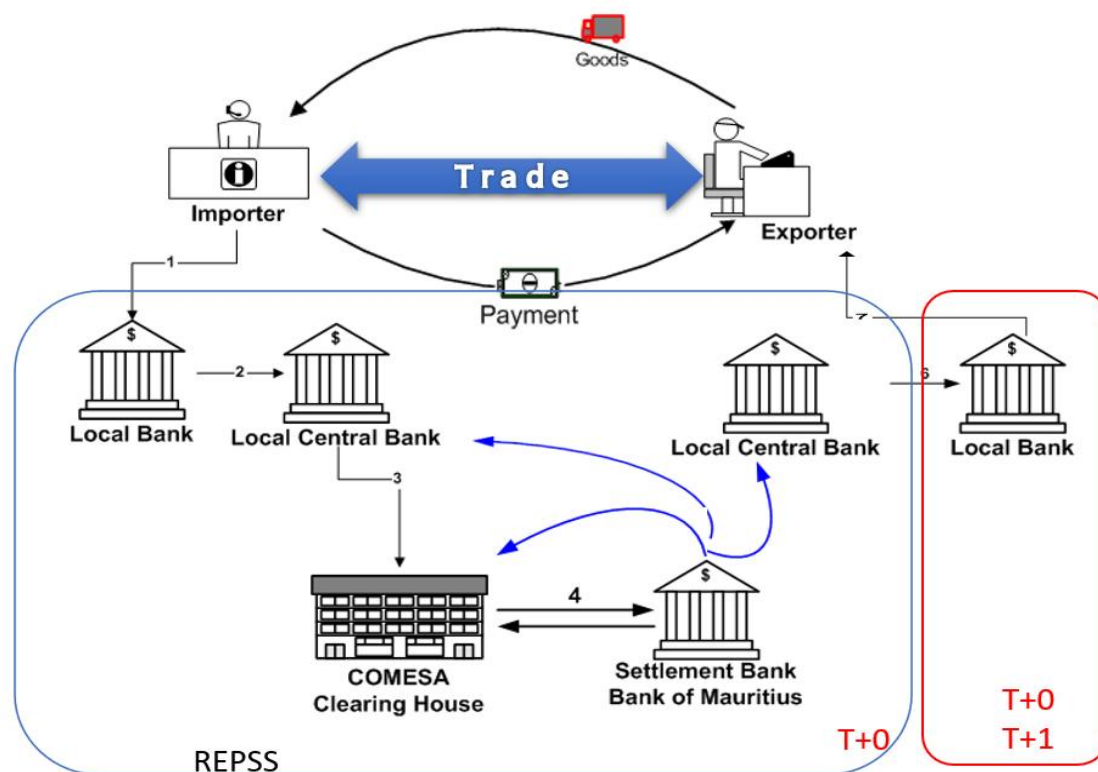 Goods
Trade
Importer
Exporter
1
Payment
$
$
$
$
2
6
Local Bank
Local Central Bank
Local Central Bank
Local Bank
3
$
4
COMESA
Clearing House
Settlement Bank
Bank of Mauritius
T+0
T+1
T+0
REPSS